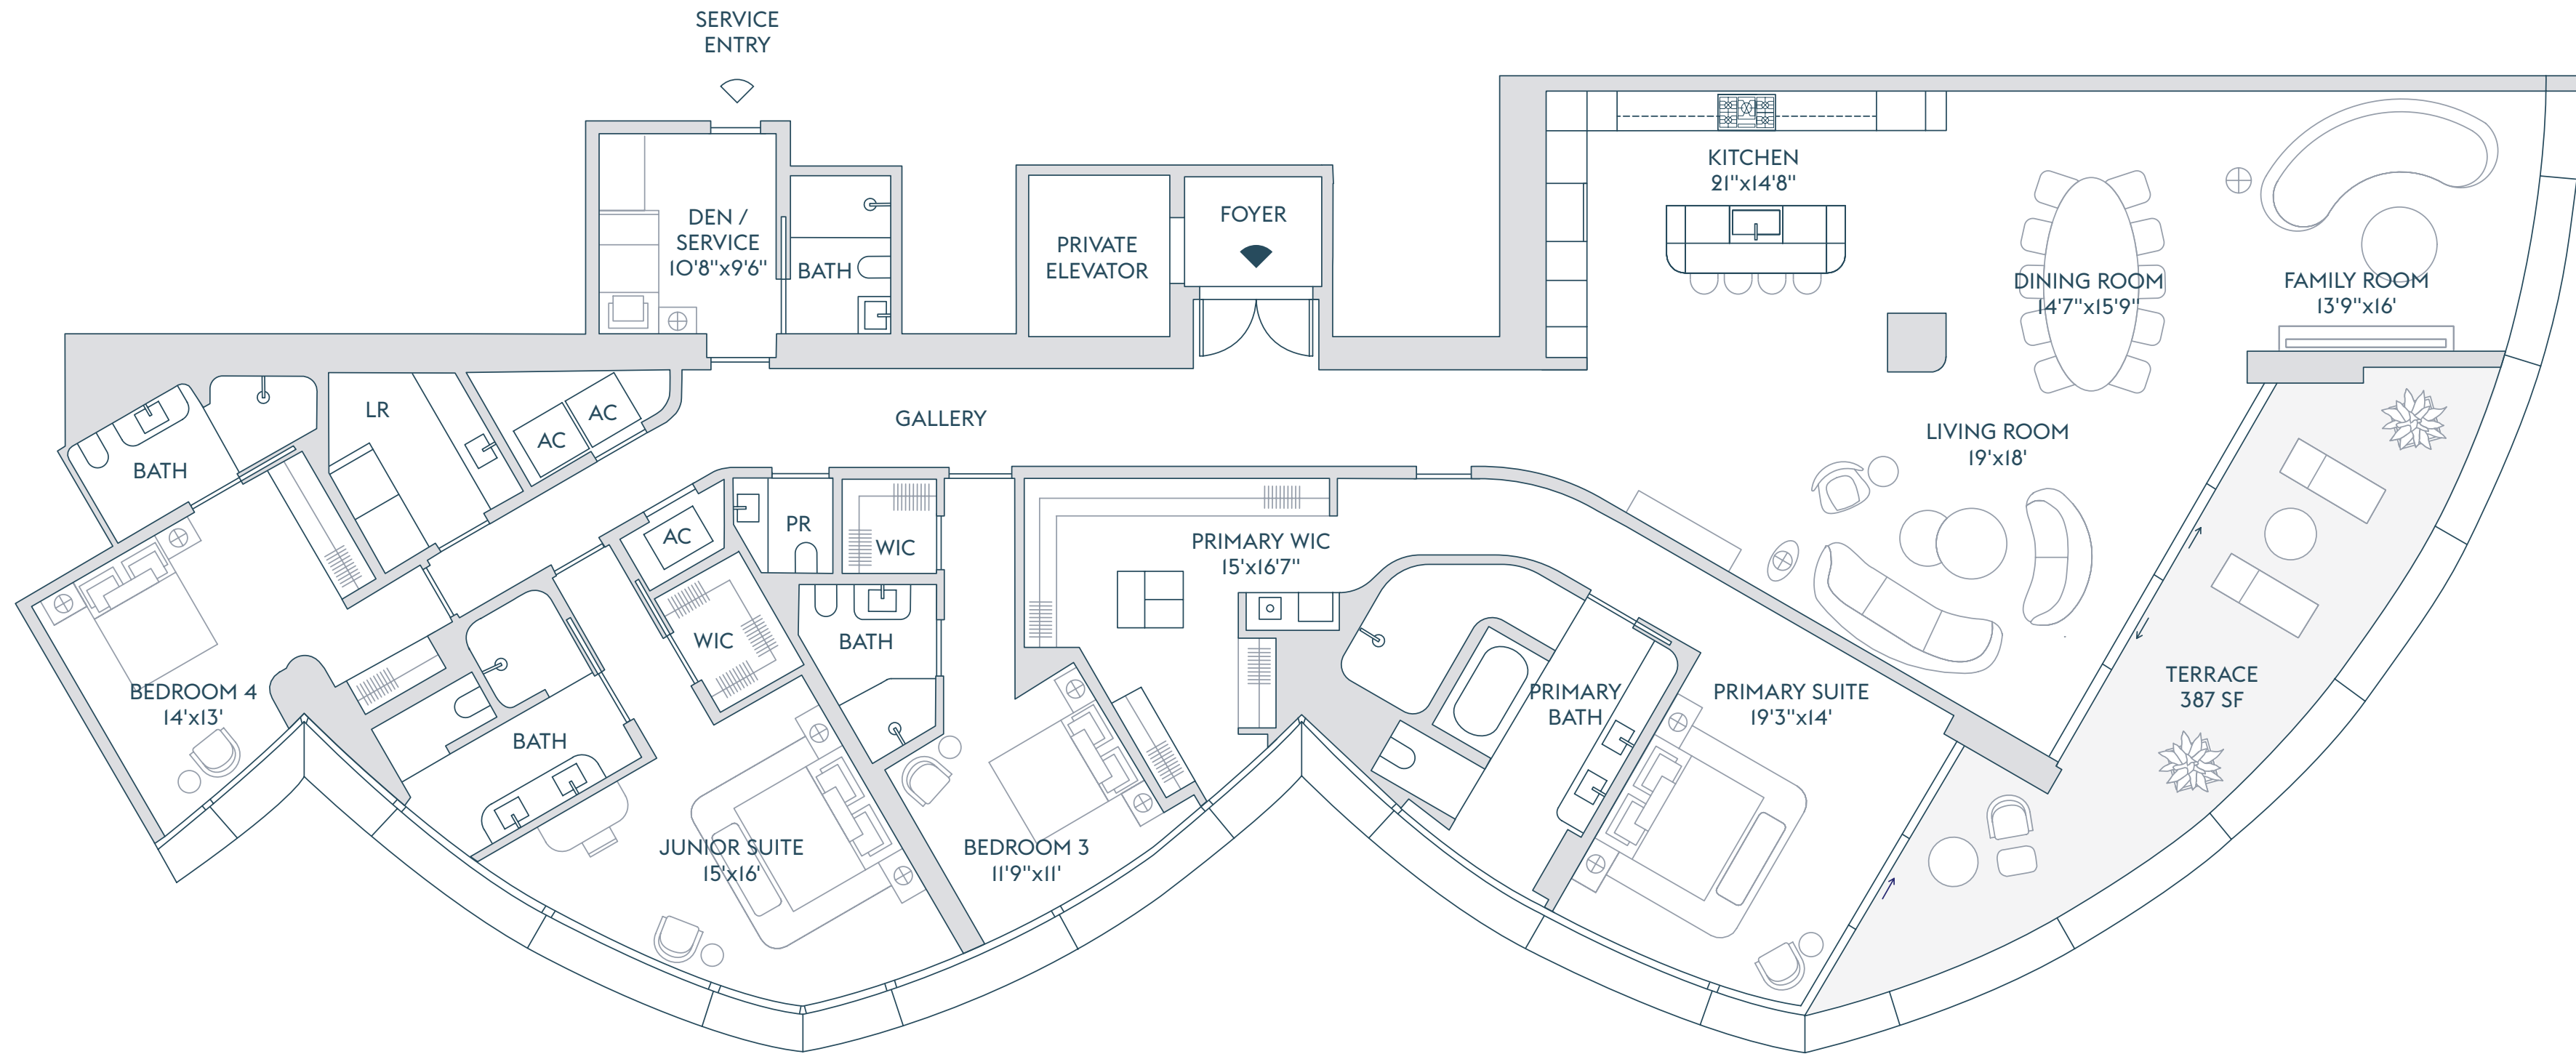 SERVICE
ENTRY
DEN /
SERVICE
10'8"x9'6"
BATH
PRIVATE
ELEVATOR
FOYER
KITCHEN
21"x14'8"
DINING ROOM
14'7"x15'9"
FAMILY ROOM
13'9"x16'
BATH
LR
AC
AC
GALLERY
LIVING ROOM
19'x18'
AC
PR
WIC
PRIMARY WIC
15'x16'7"
WIC
BATH
BEDROOM 4
14'x13'
BATH
PRIMARY
BATH
PRIMARY SUITE
19'3"x14'
TERRACE
387 SF
JUNIOR SUITE
15'x16'
BEDROOM 3
11'9"x11'